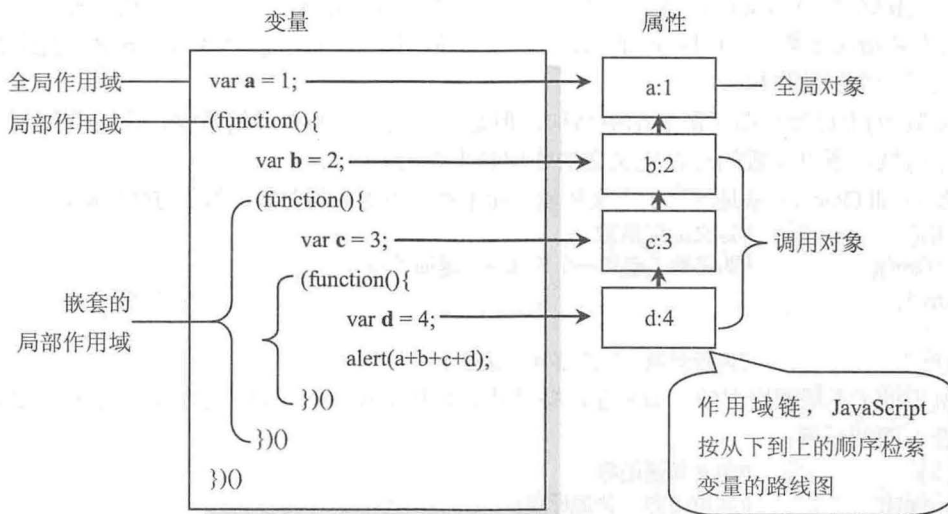 变量
属性
全局作用域
var a = 1;
a:1
全局对象
局部作用域
(function(){
var b = 2;
b:2
(function(){
var c = 3;
c:3
调用对象
(function(){
嵌套的
局部作用域
var d = 4;
d:4
alert(a+b+c+d);
})()
})()
})()
作用域链，JavaScript
按从下到上的顺序检索
变量的路线图